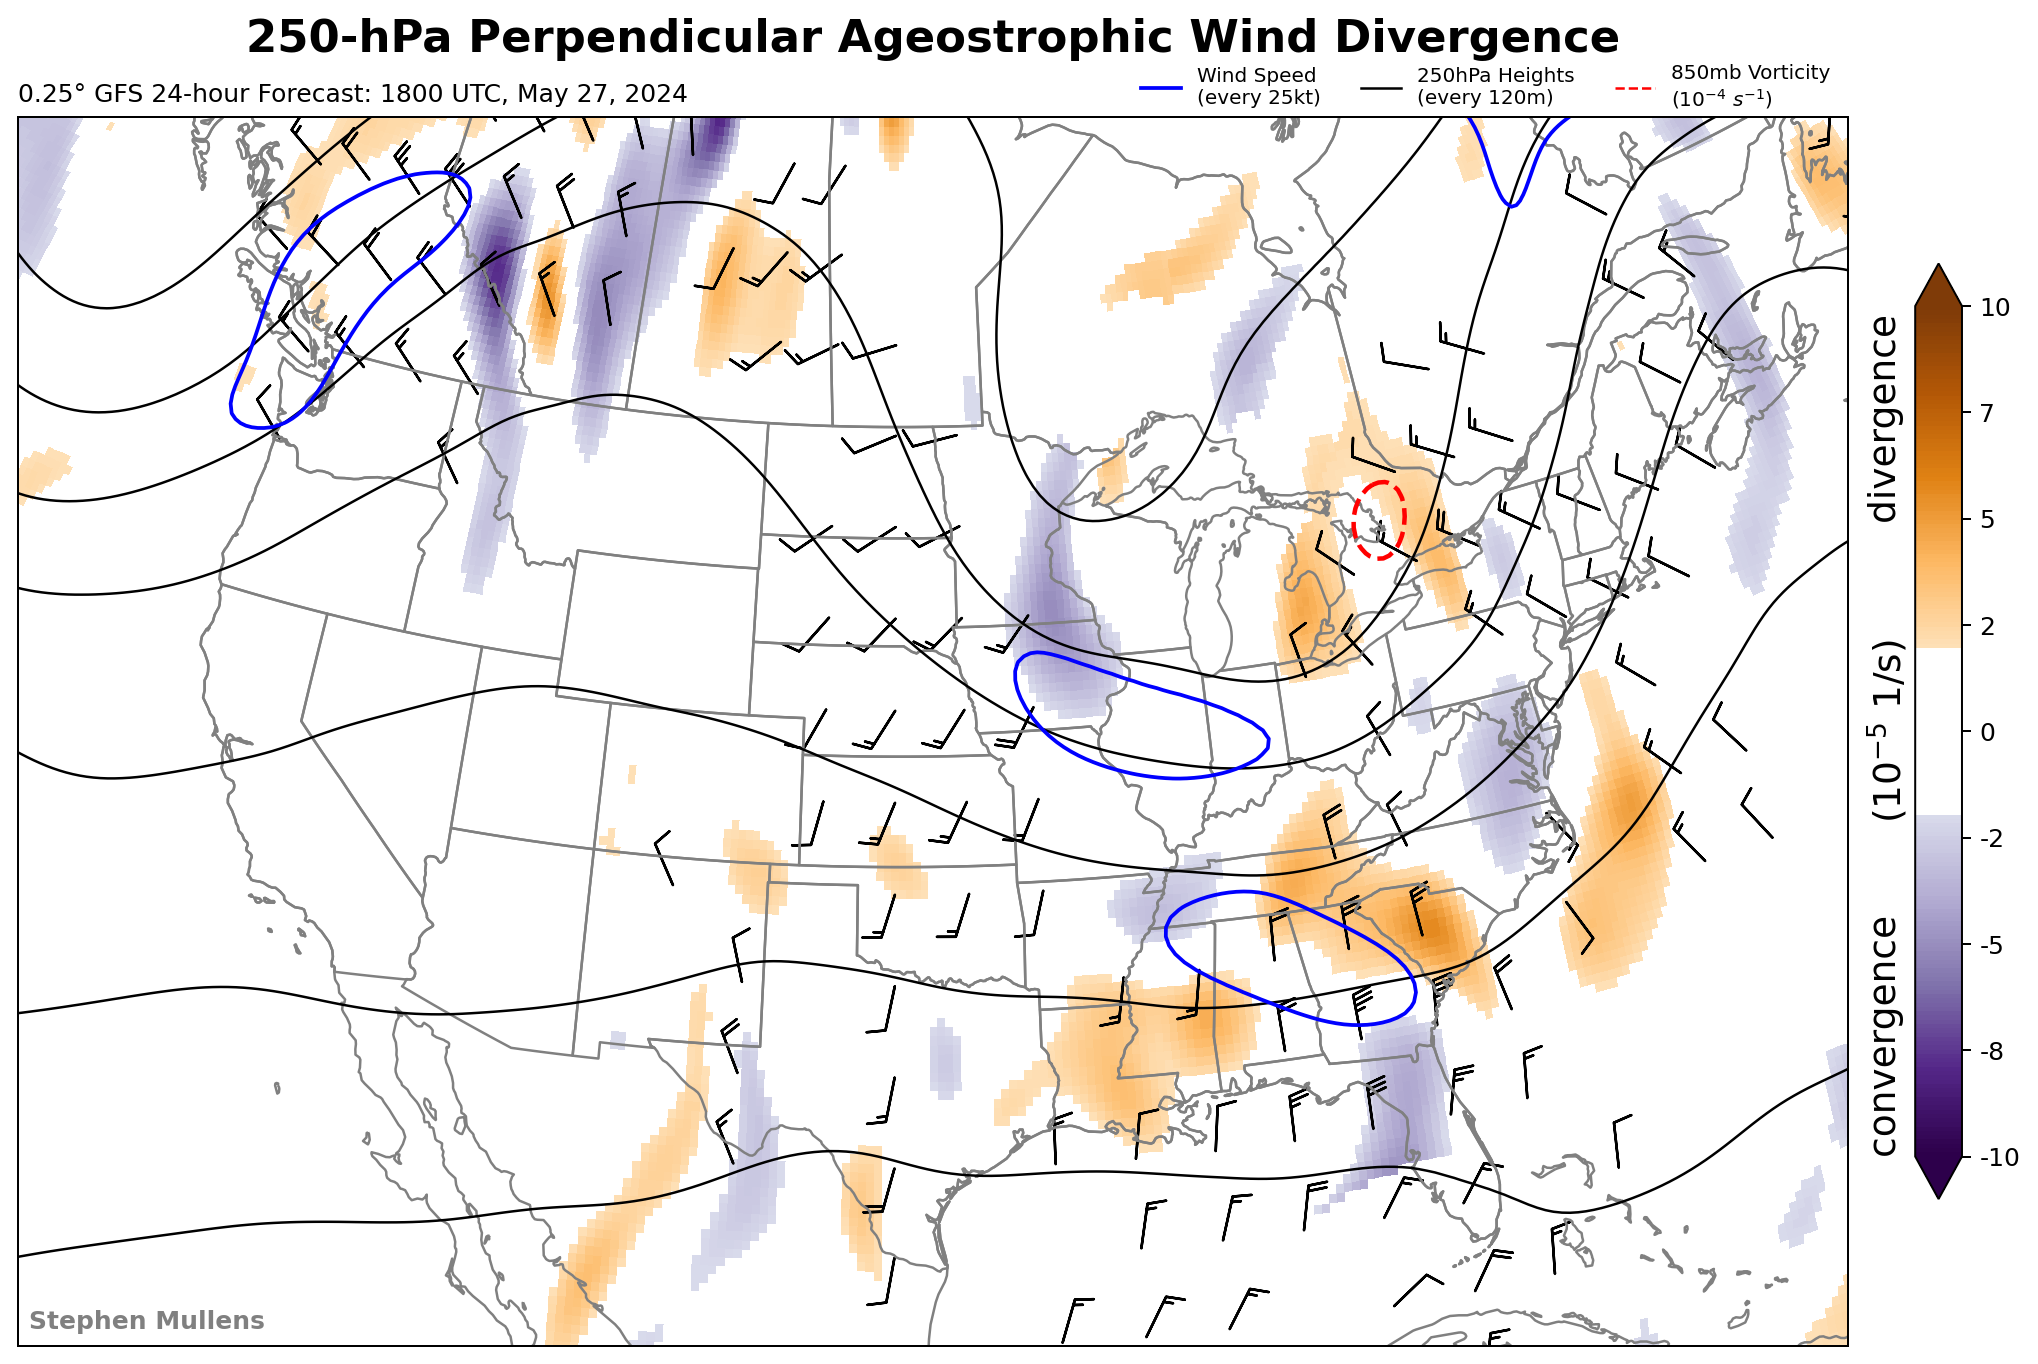 250-hPa Perpendicular Ageostrophic Wind Divergence
0.25° GFS 24-hour Forecast: 1800 UTC, May 27, 2024
Wind Speed
(every 25kt)
250hPa Heights
(every 120m)
850mb Vorticity
(10⁻⁴ s⁻¹)
10
7
5
2
0
-2
-5
-8
-10
convergence (10⁻⁵ 1/s) divergence
Stephen Mullens